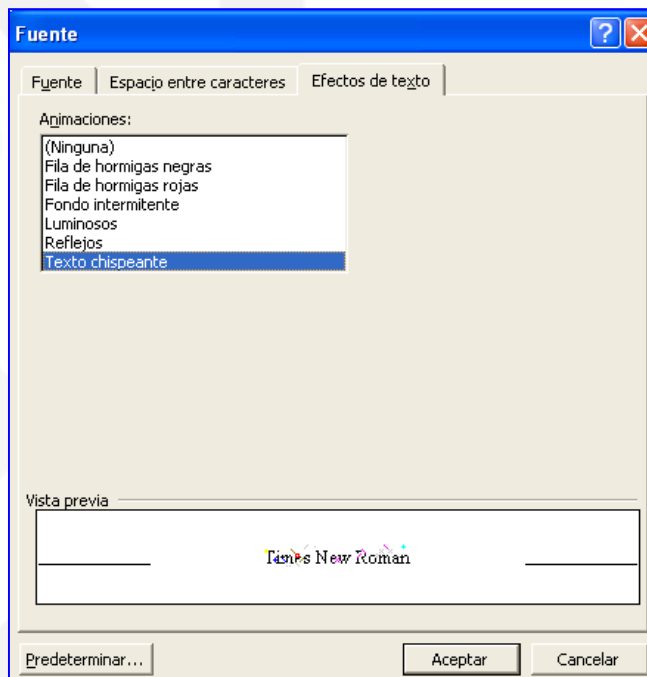 Fuente
Fuente Espacio entre caracteres Efectos de texto
Animaciones:
(Ninguna)
Fila de hormigas negras
Fila de hormigas rojas
Fondo intermitente
Luminosos
Reflejos
Texto chispeante
Vista previa
Times New Roman
Predeterminar... Aceptar Cancelar